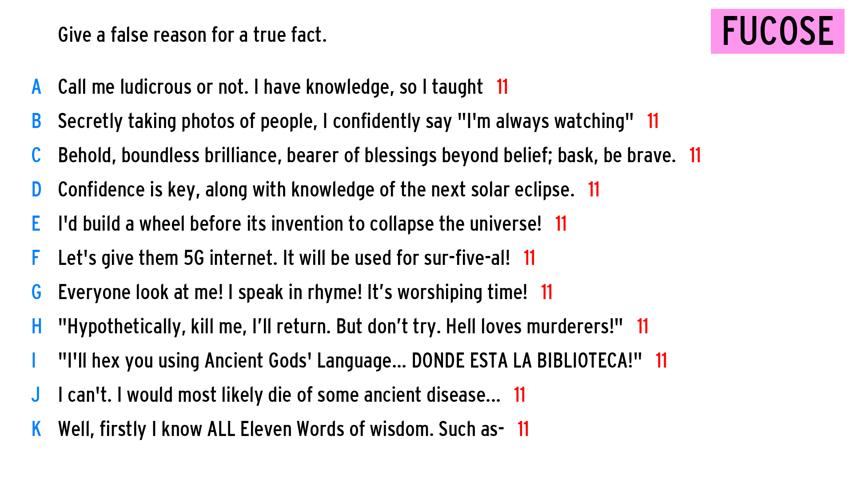 Give a false reason for a true fact.
FUCOSE
A Call me ludicrous or not. I have knowledge, so I taught 11
B Secretly taking photos of people, I confidently say "I'm always watching" 11
C Behold, boundless brilliance, bearer of blessings beyond belief; bask, be brave. 11
D Confidence is key, along with knowledge of the next solar eclipse. 11
E I'd build a wheel before its invention to collapse the universe! 11
F Let's give them 5G internet. It will be used for sur-five-al! 11
G Everyone look at me! I speak in rhyme! It’s worshiping time! 11
H "Hypothetically, kill me, I’ll return. But don’t try. Hell loves murderers!" 11
I "I'll hex you using Ancient Gods' Language... DONDE ESTA LA BIBLIOTECA!" 11
J I can't. I would most likely die of some ancient disease... 11
K Well, firstly I know ALL Eleven Words of wisdom. Such as- 11